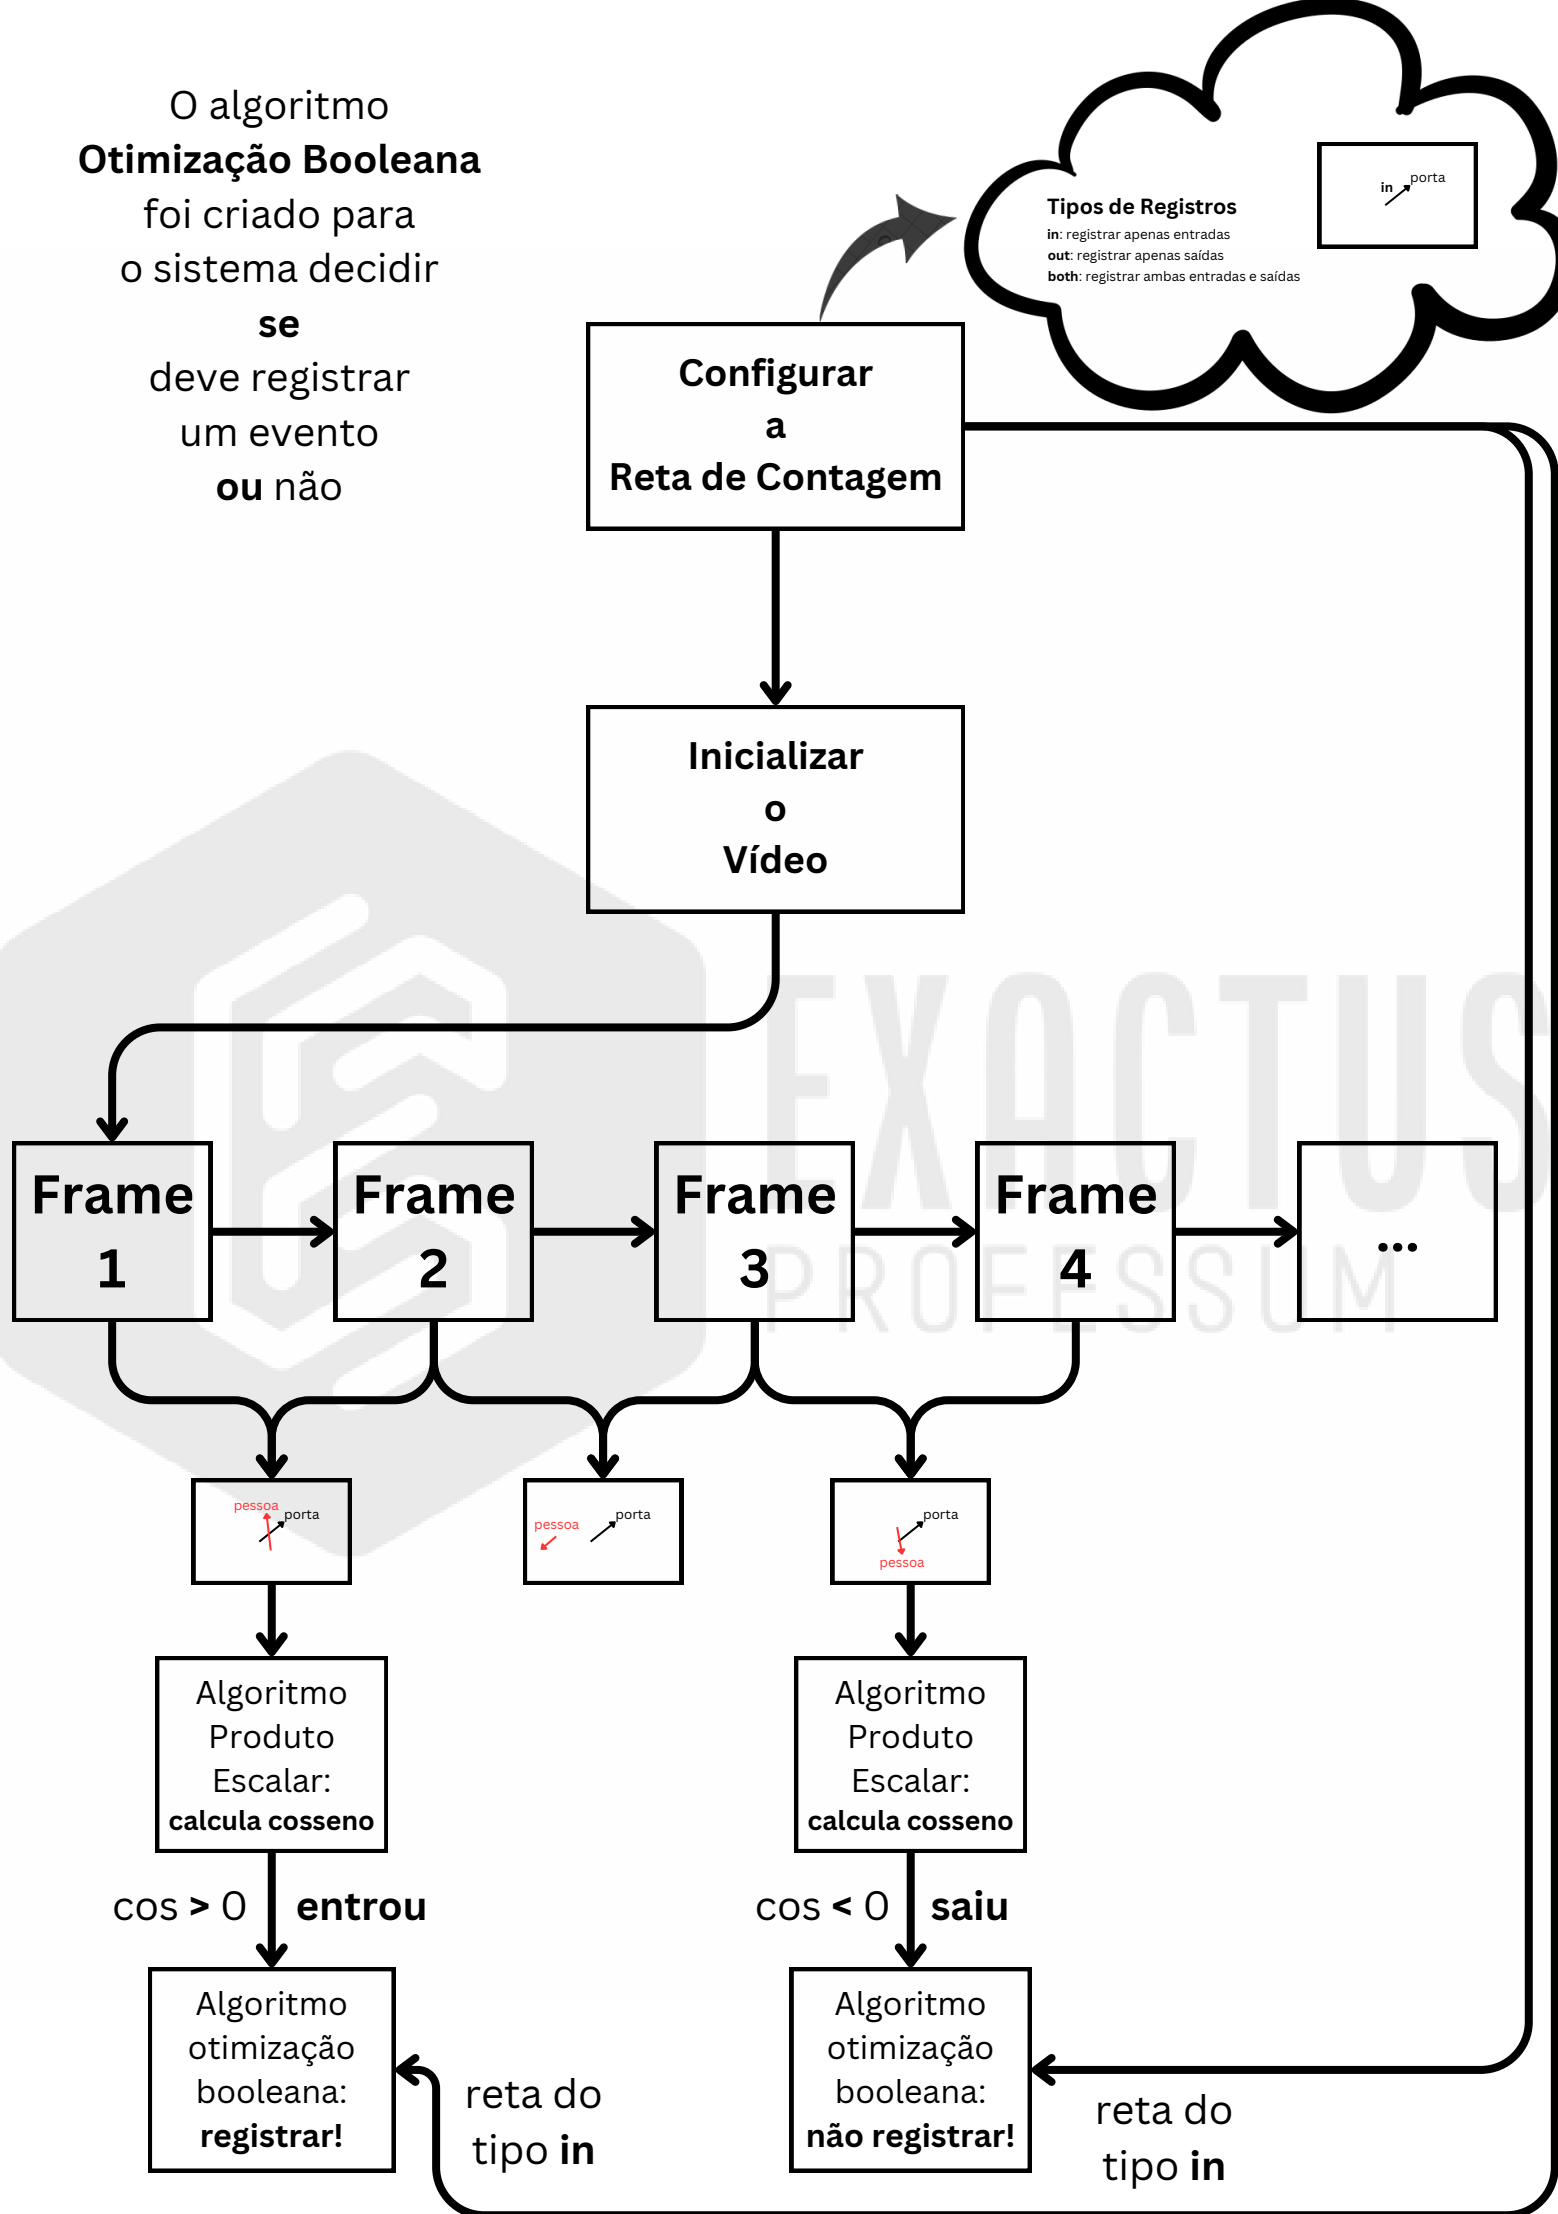 O algoritmo
Otimização Booleana
foi criado para
o sistema decidir
se
deve registrar
um evento
ou não
Tipos de Registros
in: registrar apenas entradas
out: registrar apenas saídas
both: registrar ambas entradas e saídas
in
porta
Configurar
a
Reta de Contagem
Inicializar
o
Vídeo
EXACTUS
PROFESSUM
Frame
1
Frame
2
Frame
3
Frame
4
...
pessoa
porta
pessoa
porta
porta
pessoa
Algoritmo
Produto
Escalar:
calcula cosseno
Algoritmo
Produto
Escalar:
calcula cosseno
cos > 0 entrou
cos < 0 saiu
Algoritmo
otimização
booleana:
registrar!
reta do
tipo in
Algoritmo
otimização
booleana:
não registrar!
reta do
tipo in